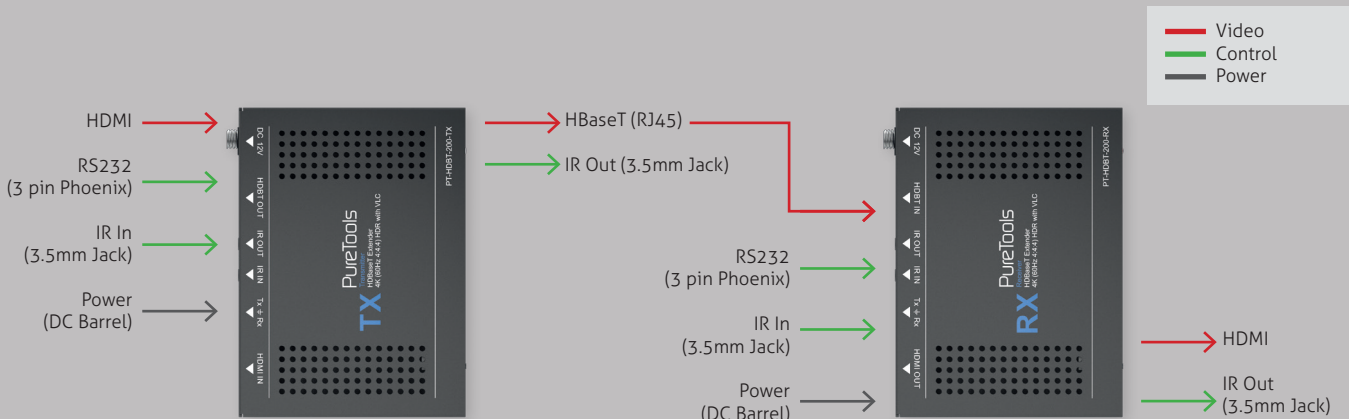 Video
Control
Power
HDMI
RS232
(3 pin Phoenix)
IR In
(3.5mm Jack)
Power
(DC Barrel)
DC 12V
HDBT OUT
IR OUT
IR IN
Tx Rx
HDMI IN
TX
PureTools
Transmitter
HDBaseT Extender
4K (60Hz 4:4:4) HDR with VLC
PT-HDBT-200-TX
HBaseT (RJ45)
IR Out (3.5mm Jack)
RS232
(3 pin Phoenix)
IR In
(3.5mm Jack)
Power
(DC Barrel)
DC 12V
HDBT IN
IR OUT
IR IN
Tx Rx
HDMI OUT
RX
PureTools
Receiver
HDBaseT Extender
4K (60Hz 4:4:4) HDR with VLC
PT-HDBT-200-RX
HDMI
IR Out
(3.5mm Jack)